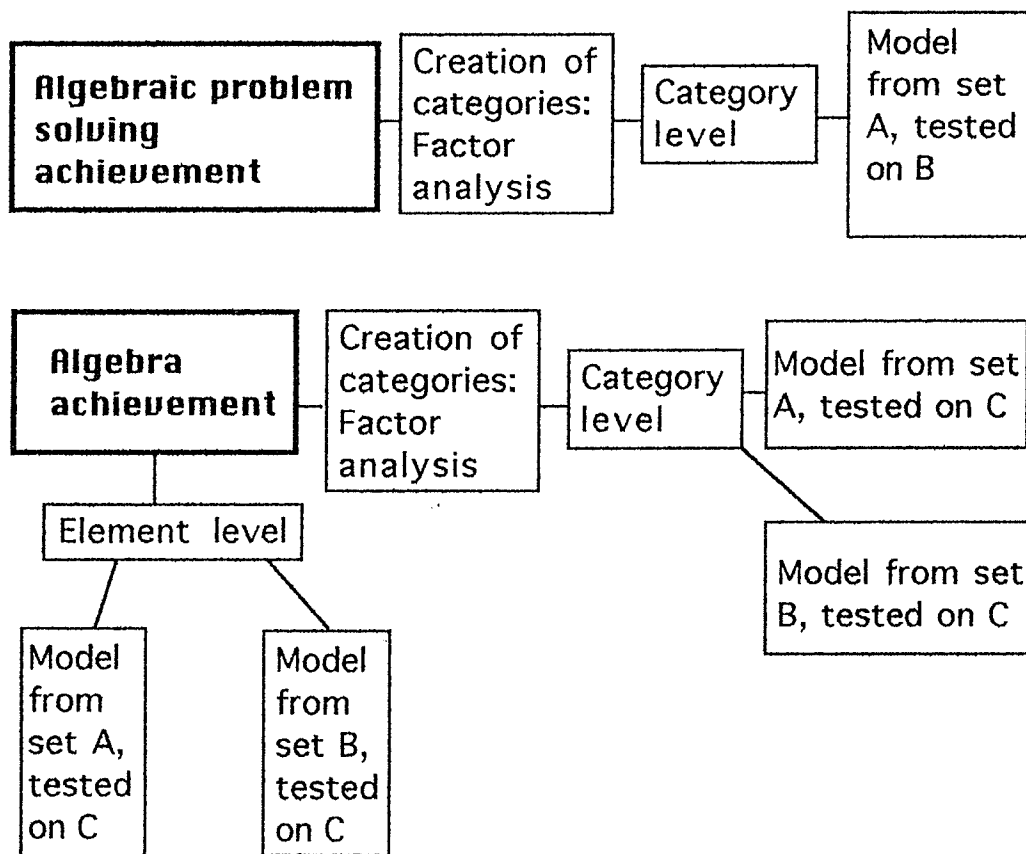 Algebraic problem
solving
achievement
Creation of
categories:
Factor
analysis
Category
level
Model
from set
A, tested
on B
Algebra
achievement
Creation of
categories:
Factor
analysis
Category
level
Model from set
A, tested on C
Model from set
B, tested on C
Element level
Model
from
set A,
tested
on C
Model
from
set B,
tested
on C